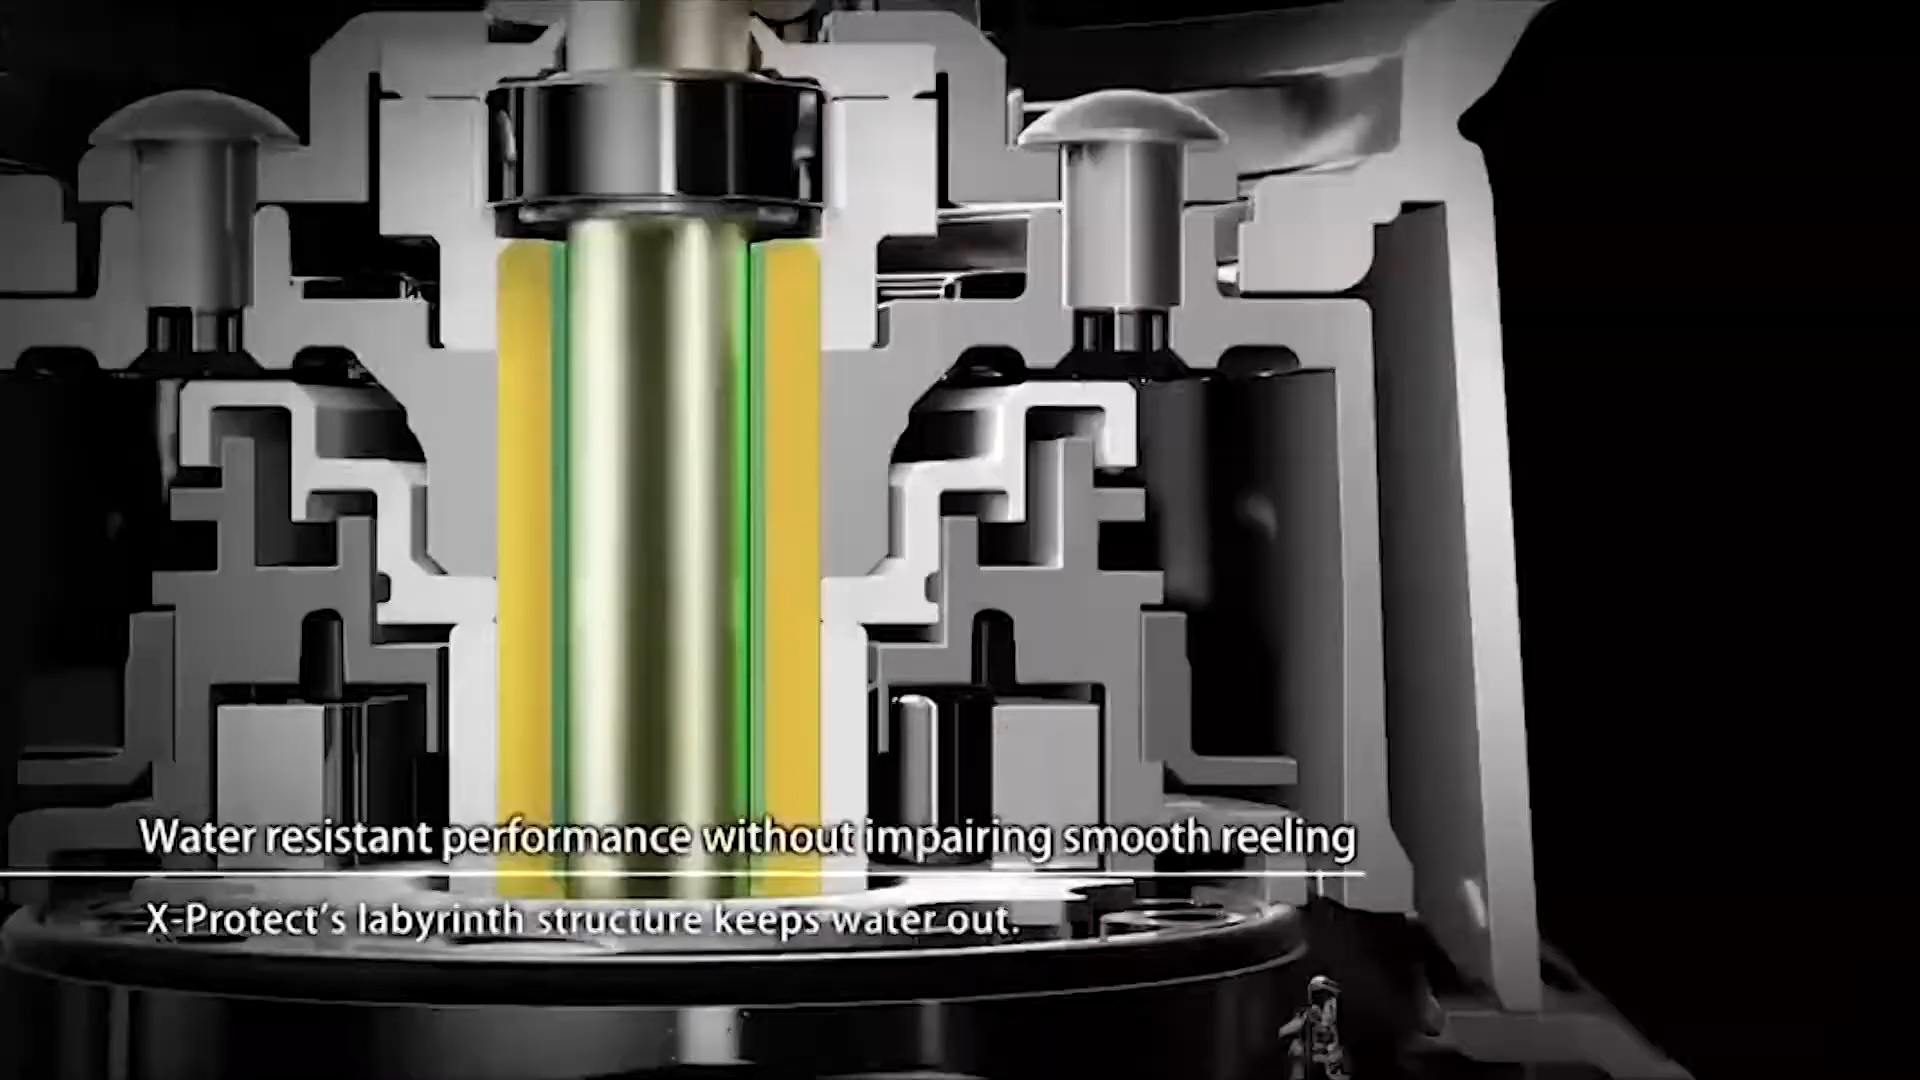 Water resistant performance without impairing smooth reeling
X-Protect's labyrinth structure keeps water out.